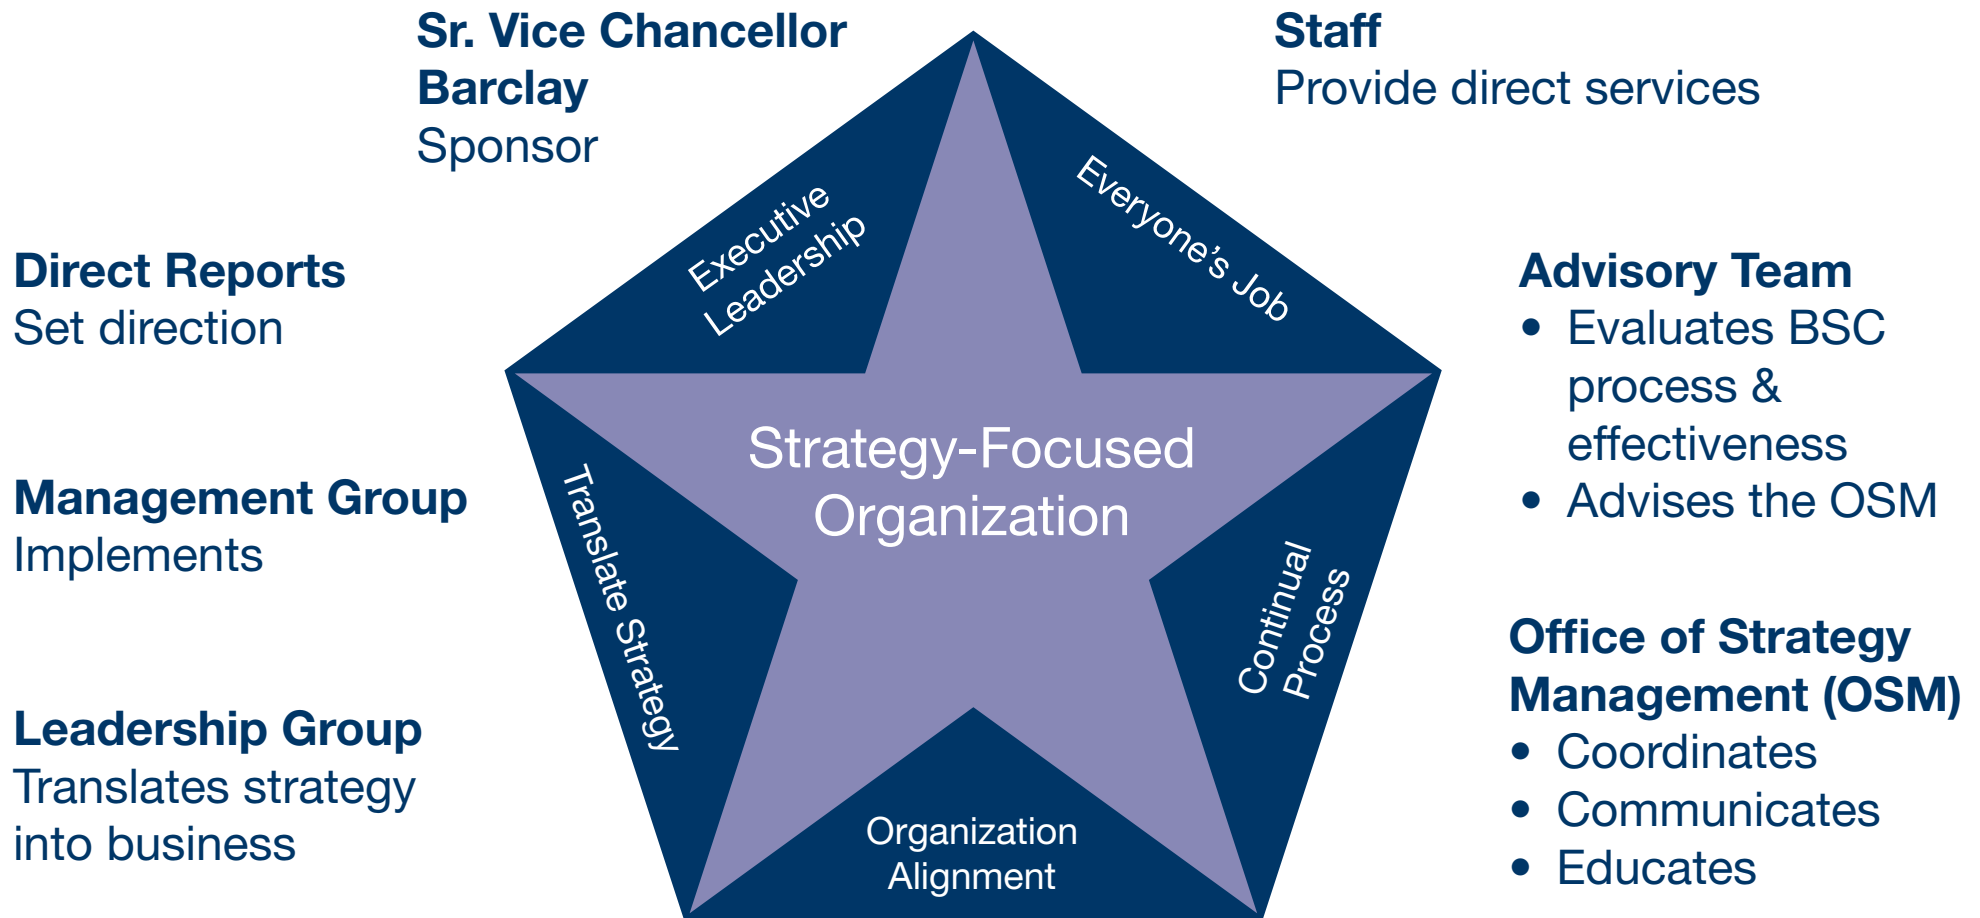 Sr. Vice Chancellor
Barclay
Sponsor
Staff
Provide direct services
Direct Reports
Set direction
Management Group
Implements
Leadership Group
Translates strategy
into business
Executive
Leadership
Everyone's Job
Translate Strategy
Strategy-Focused
Organization
Continual
Process
Organization
Alignment
Advisory Team
• Evaluates BSC
process &
effectiveness
• Advises the OSM
Office of Strategy
Management (OSM)
• Coordinates
• Communicates
• Educates